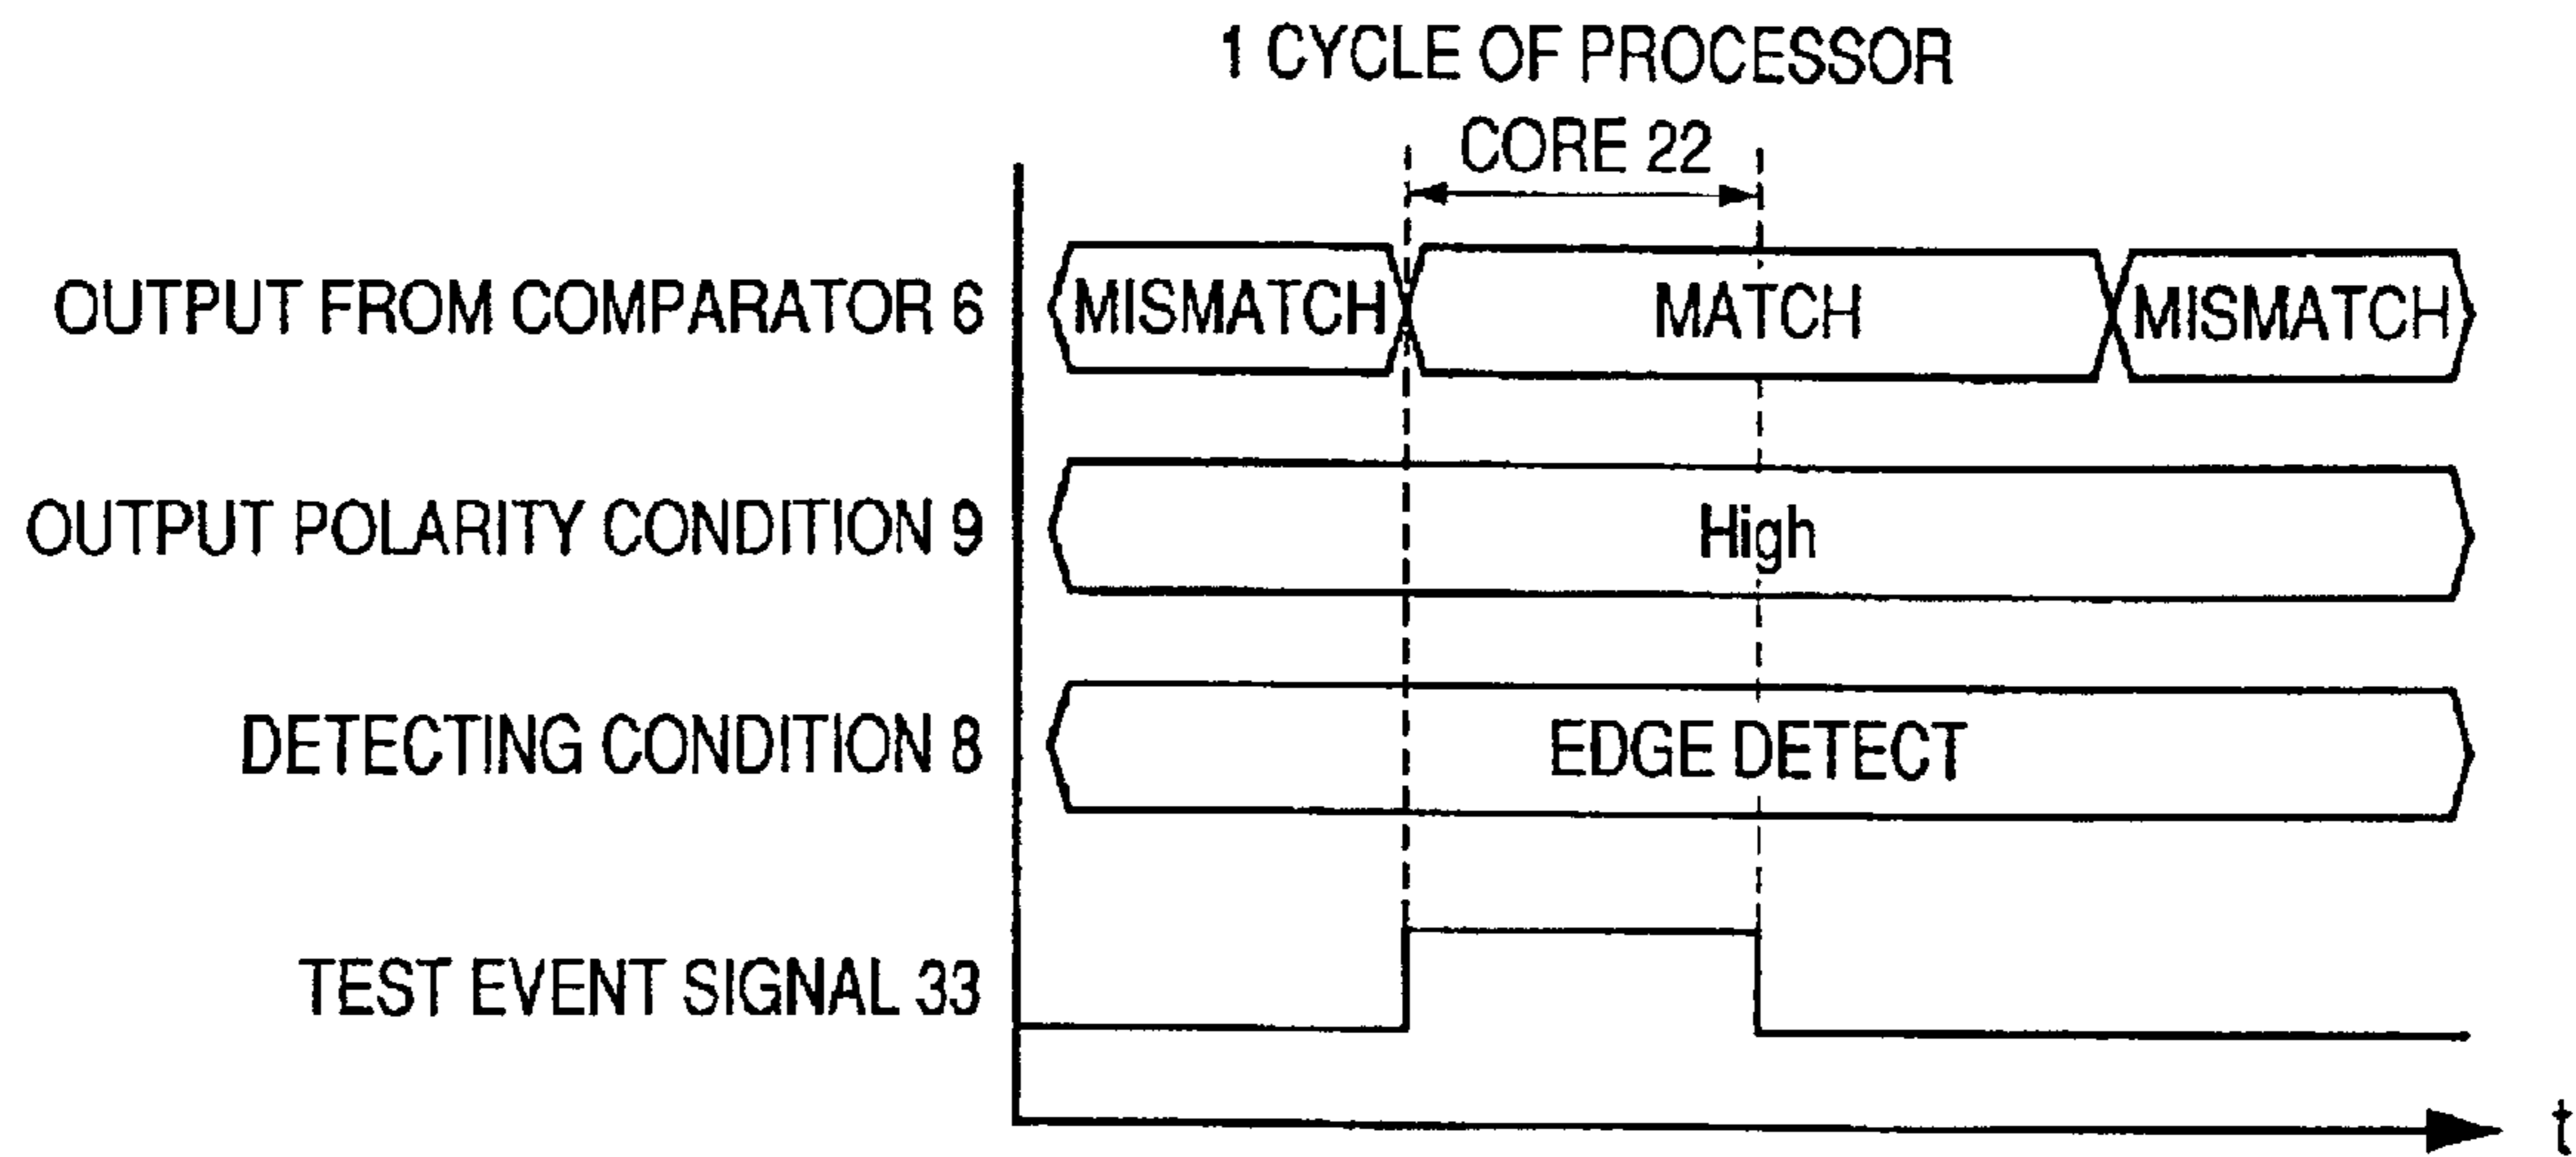 1 CYCLE OF PROCESSOR
CORE 22
OUTPUT FROM COMPARATOR 6
MISMATCH
MATCH
MISMATCH
OUTPUT POLARITY CONDITION 9
High
DETECTING CONDITION 8
EDGE DETECT
TEST EVENT SIGNAL 33
t